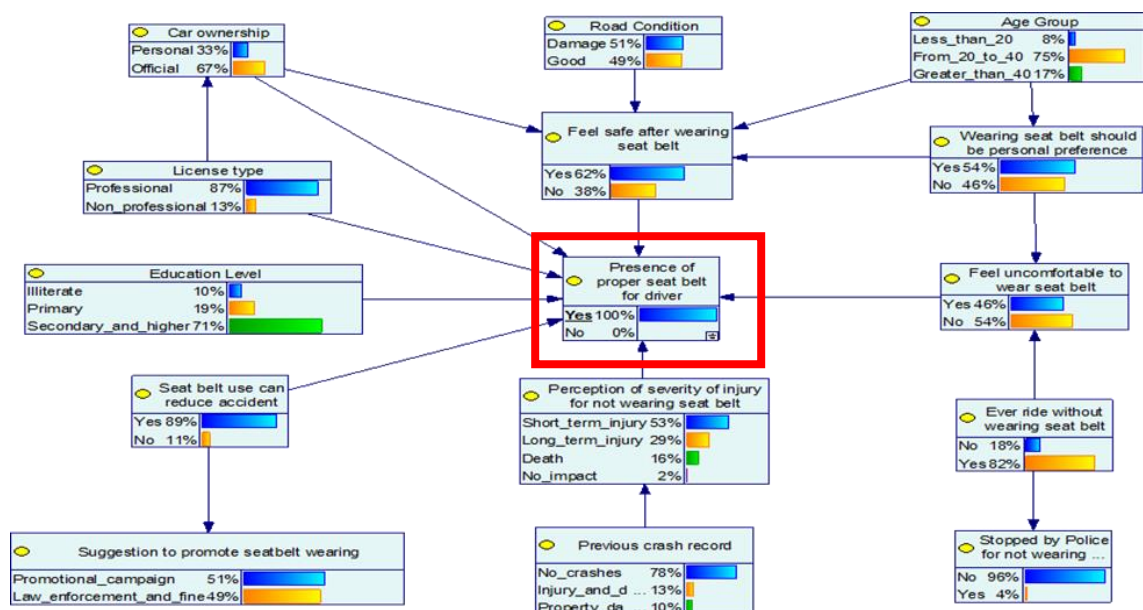 Car ownership
Personal 33%
Official 67%
Road Condition
Damage 51%
Good 49%
Age Group
Less_than_20 8%
From_20_to_40 75%
Greater_than_40 17%
Feel safe after wearing
seat belt
Yes 62%
No 38%
Wearing seat belt should
be personal preference
Yes 54%
No 46%
License type
Professional 87%
Non_professional 13%
Presence of
proper seat belt
for driver
Yes 100%
No 0%
Education Level
Illiterate 10%
Primary 19%
Secondary_and_higher 71%
Feel uncomfortable to
wear seat belt
Yes 46%
No 54%
Seat belt use can
reduce accident
Yes 89%
No 11%
Perception of severity of injury
for not wearing seat belt
Short_term_injury 53%
Long_term_injury 29%
Death 16%
No_impact 2%
Ever ride without
wearing seat belt
No 18%
Yes 82%
Suggestion to promote seatbelt wearing
Promotional_campaign 51%
Law_enforcement_and_fine 49%
Previous crash record
No_crashes 78%
Injury_and_d ... 13%
Property_da ... 10%
Stopped by Police
for not wearing ...
No 96%
Yes 4%